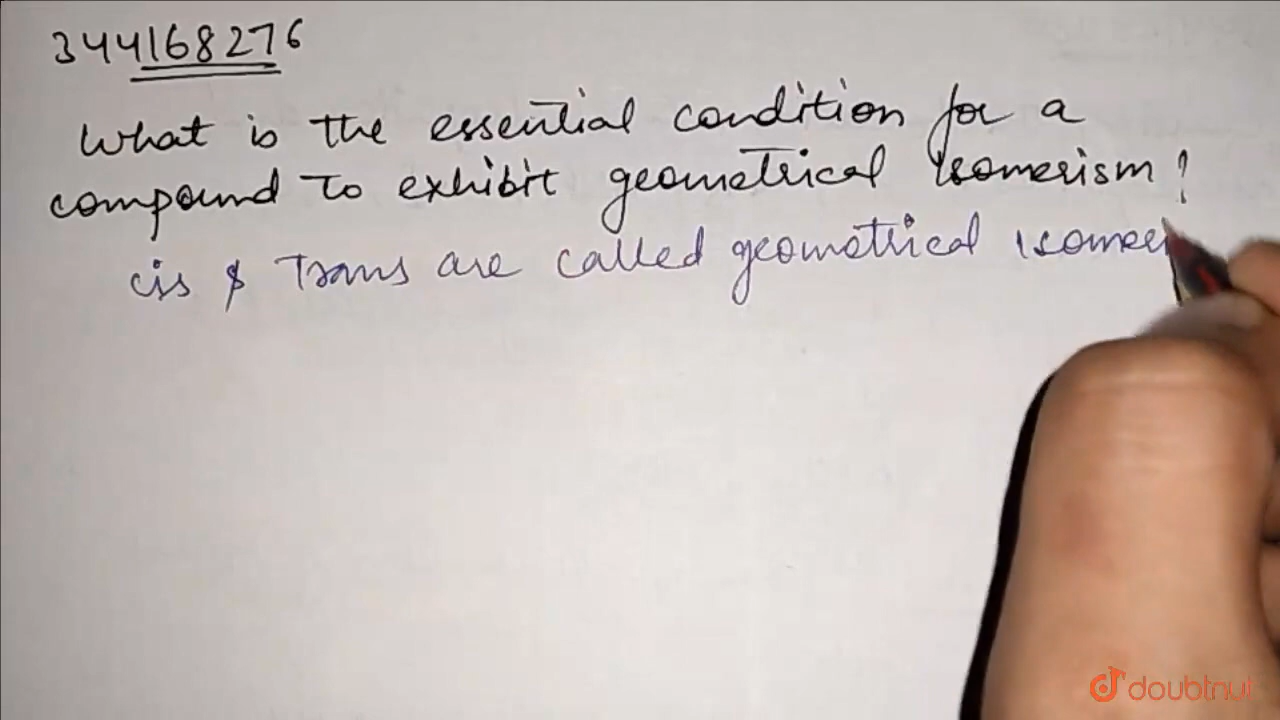 344168276
What is the essential condition for a
compound to exhibit geometrical isomerism?
cis & Trans are called geometrical isomer
doubtnut